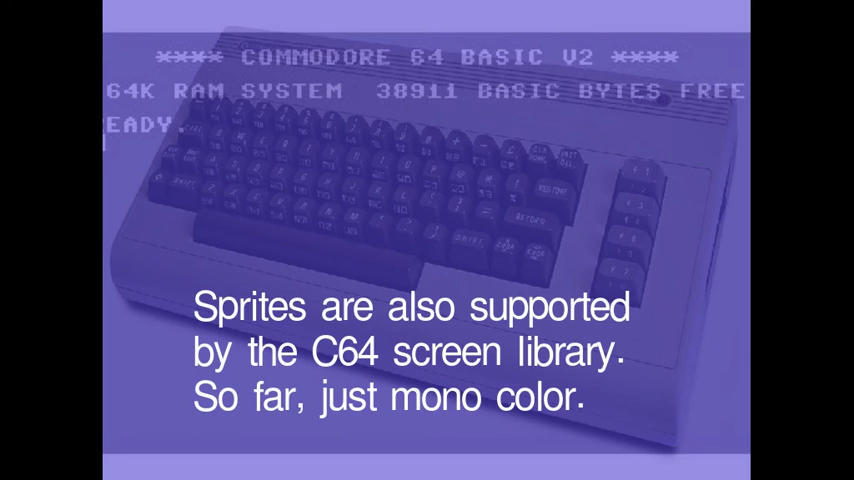 **** COMMODORE 64 BASIC V2 ****
64K RAM SYSTEM 38911 BASIC BYTES FREE
EADY.
Sprites are also supported
by the C64 screen library.
So far, just mono color.